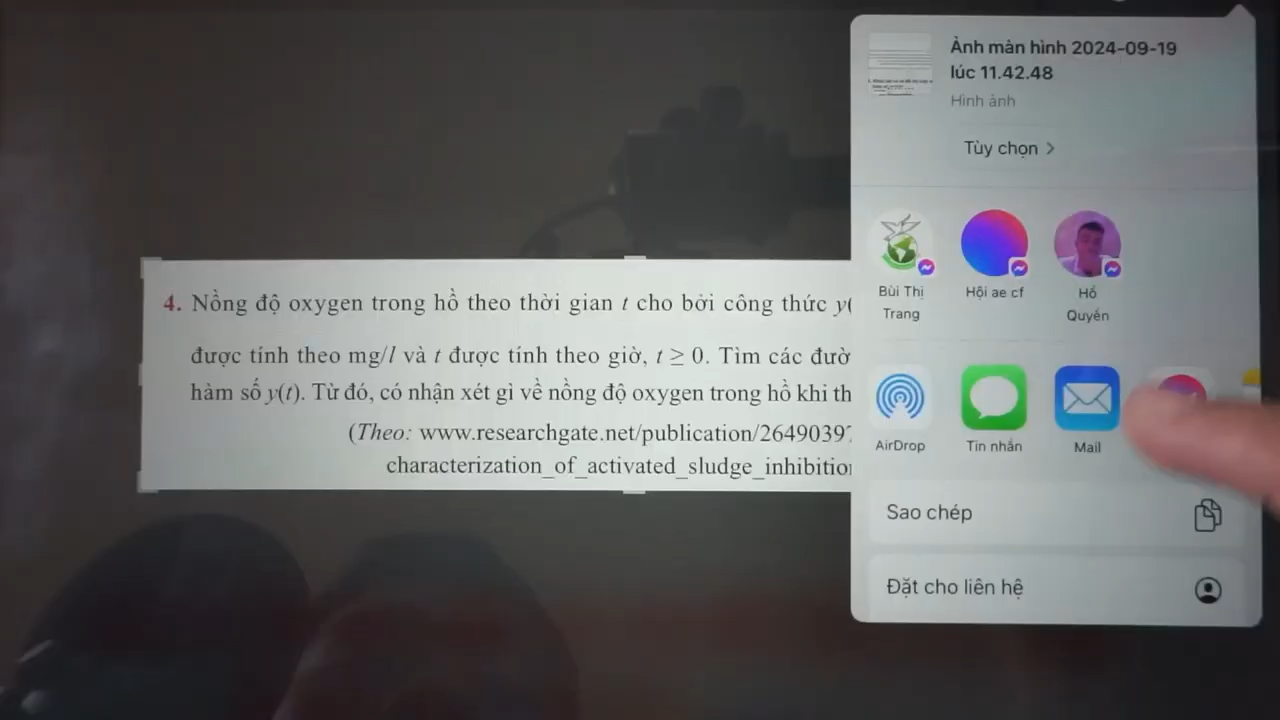 Ảnh màn hình 2024-09-19
lúc 11.42.48
Hình ảnh
Tùy chọn
Bùi Thị
Trang
Hội ae cf
Hồ
Quyến
4. Nồng độ oxygen trong hồ theo thời gian t cho bởi công thức y(
được tính theo mg/l và t được tính theo giờ, t ≥ 0. Tìm các đườ
hàm số y(t). Từ đó, có nhận xét gì về nồng độ oxygen trong hồ khi th
(Theo: www.researchgate.net/publication/26490397
characterization_of_activated_sludge_inhibition
AirDrop
Tin nhắn
Mail
Sao chép
Đặt cho liên hệ